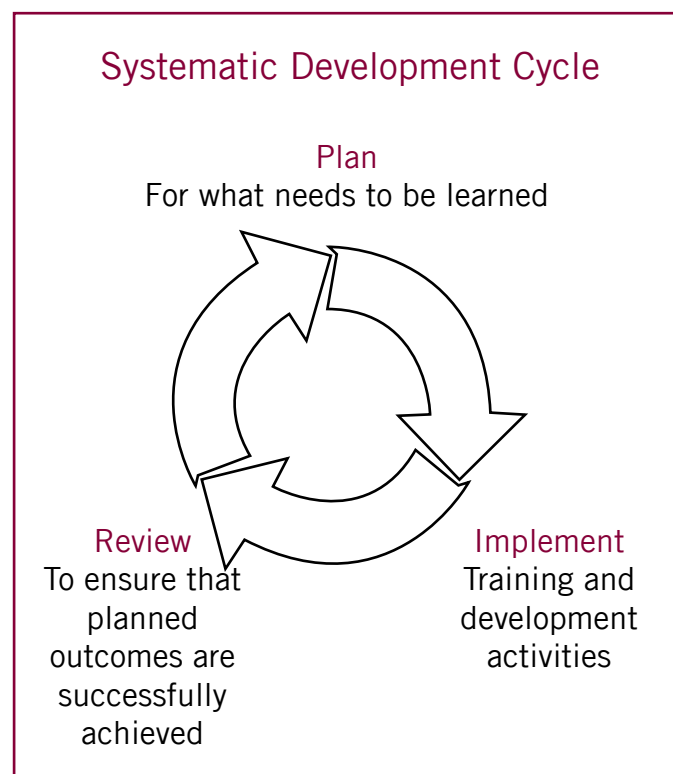 Systematic Development Cycle
Plan
For what needs to be learned
Review
To ensure that
planned
outcomes are
successfully
achieved
Implement
Training and
development
activities